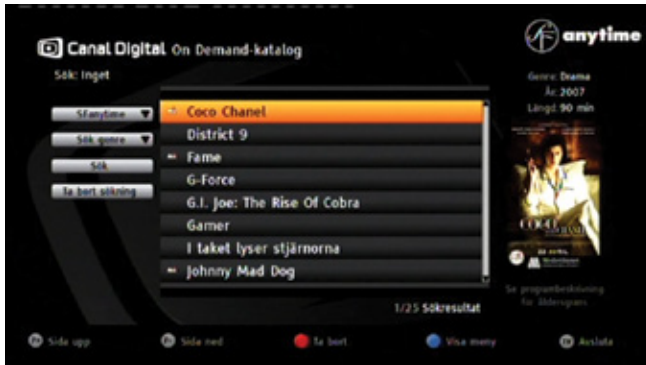 Canal Digital On Demand-katalog
anytime
Sök: Inget
Genre: Drama
År: 2007
Längd: 90 min
SFanytime
Sök genre
Sök
Ta bort sökning
Coco Chanel
District 9
Fame
G-Force
G.I. Joe: The Rise Of Cobra
Gamer
I taket lyser stjärnorna
Johnny Mad Dog
COCO
CHANEL
Se programbeskrivning
för åldersgräns
1/25 Sökresultat
Sida upp
Sida ned
Ta bort
Visa meny
Avsluta